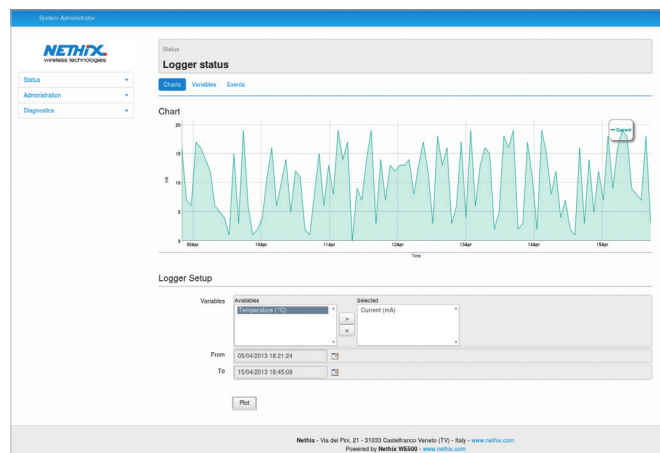 System Administrator
NETHIX
wireless technologies
Status
Administration
Diagnostics
Status
Logger status
Charts Variables Events
Chart
Current
20
15
mA
10
5
0
09Apr 10Apr 11Apr 12Apr 13Apr 14Apr 15Apr
Time
Logger Setup
Variables
Availables Selected
Temperature (°C) Current (mA)
>
<
From 05/04/2013 18:21:24
To 15/04/2013 18:45:09
Plot
Nethix - Via dei Pini, 21 - 31033 Castelfranco Veneto (TV) - Italy - www.nethix.com
Powered by Nethix WE500 - www.nethix.com